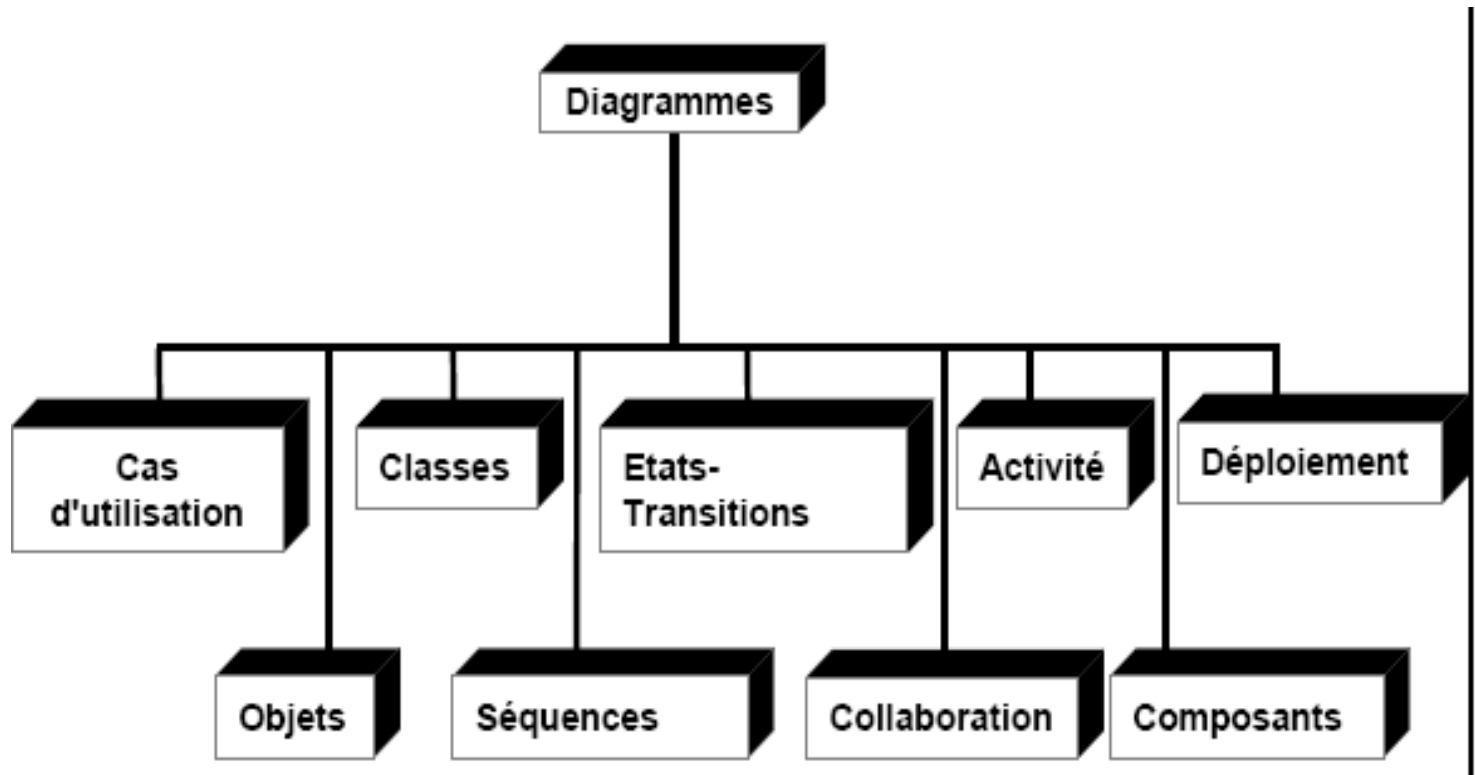 Diagrammes
Cas
d'utilisation
Classes
Etats-
Transitions
Activité
Déploiement
Objets
Séquences
Collaboration
Composants